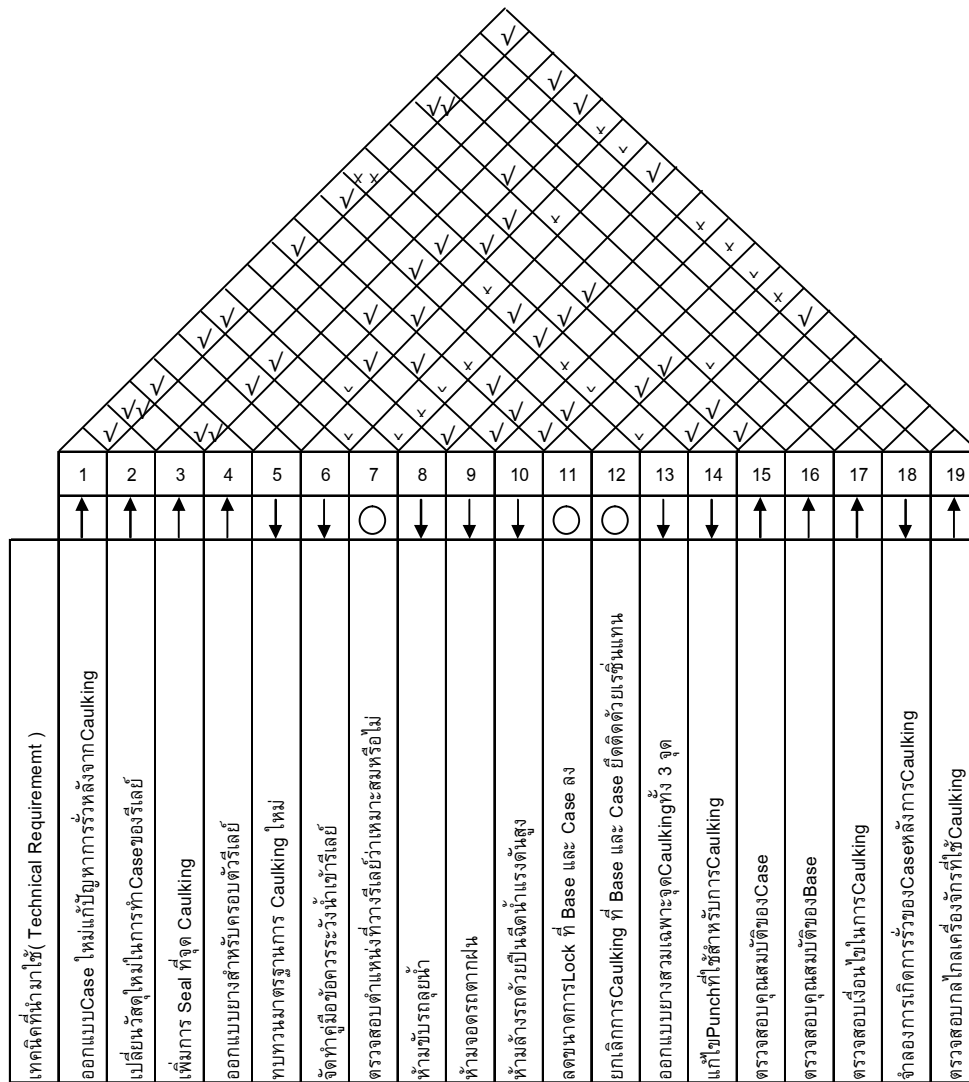 √
√
√√ √
x
v
x x √ √
√
√ x x
√ √ x
√ v
x √ x
√ √ √ √ √ √
√ √
√ √ √ x √ x √ v
√ √ v v √ v √
√√ x √ √ √
√ √√ v v √ √ √ v √ √
1 2 3 4 5 6 7 8 9 10 11 12 13 14 15 16 17 18 19
↑ ↑ ↑ ↑ ↓ ↓ ○ ↓ ↓ ↓ ○ ○ ↓ ↓ ↑ ↑ ↑ ↓ ↑
เทคนิคที่นำมาใช้( Technical Requirememt )
ออกแบบCase ใหม่แก้ปัญหาการรั่วหลังจากCaulking
เปลี่ยนวัสดุใหม่ในการทำCaseของรีเลย์
เพิ่มการ Seal ที่จุด Caulking
ออกแบบยางสำหรับครอบตัวรีเลย์
ทบทวนมาตรฐานการ Caulking ใหม่
จัดทำคู่มือข้อควรระวังน้ำเข้ารีเลย์
ตรวจสอบตำแหน่งที่วางรีเลย์ว่าเหมาะสมหรือไม่
ห้ามขับรถลุยน้ำ
ห้ามจอดรถตากฝน
ห้ามล้างรถด้วยปืนฉีดน้ำแรงดันสูง
ลดขนาดการLock ที่ Base และ Case ลง
ยกเลิกการCaulking ที่ Base และ Case ยึดติดด้วยเรซิ่นแทน
ออกแบบยางสวมเฉพาะจุดCaulkingทั้ง 3 จุด
แก้ไขPunchที่ใช้สำหรับการCaulking
ตรวจสอบคุณสมบัติของCase
ตรวจสอบคุณสมบัติของBase
ตรวจสอบเงื่อนไขในการCaulking
จำลองการเกิดการรั่วของCaseหลังการCaulking
ตรวจสอบกลไกลเครื่องจักรที่ใช้Caulking